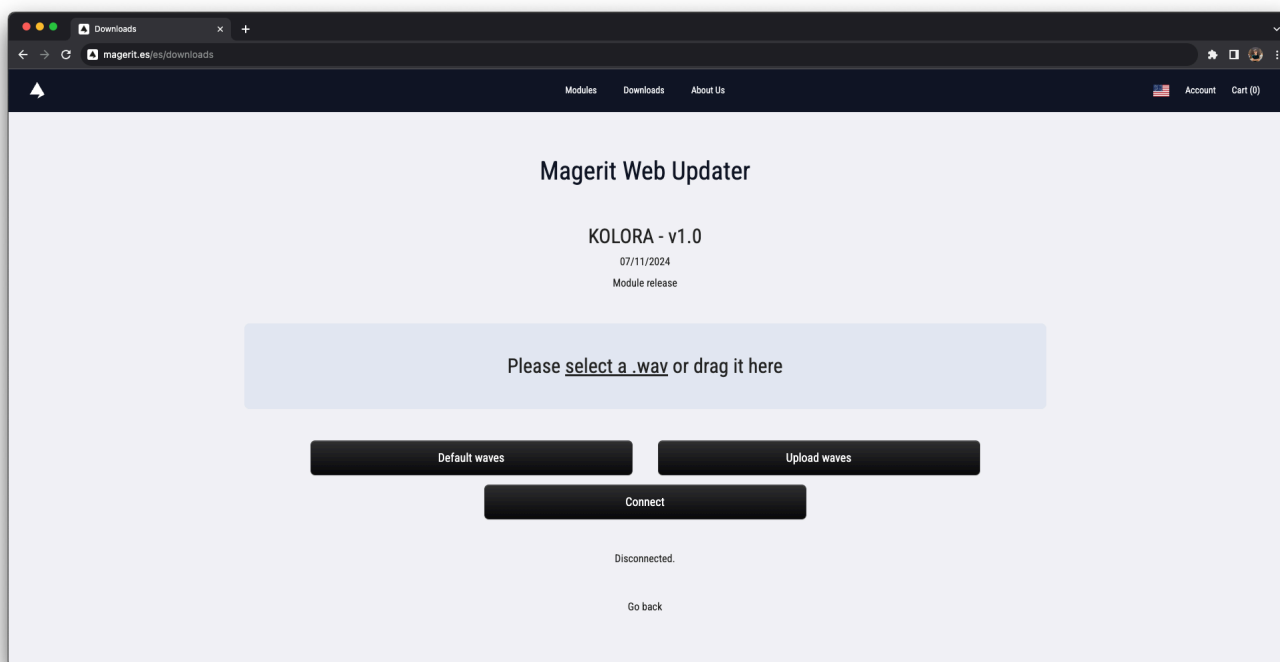 Downloads
magerit.es/es/downloads
Modules Downloads About Us Account Cart (0)
Magerit Web Updater
KOLORA - v1.0
07/11/2024
Module release
Please select a .wav or drag it here
Default waves Upload waves
Connect
Disconnected.
Go back